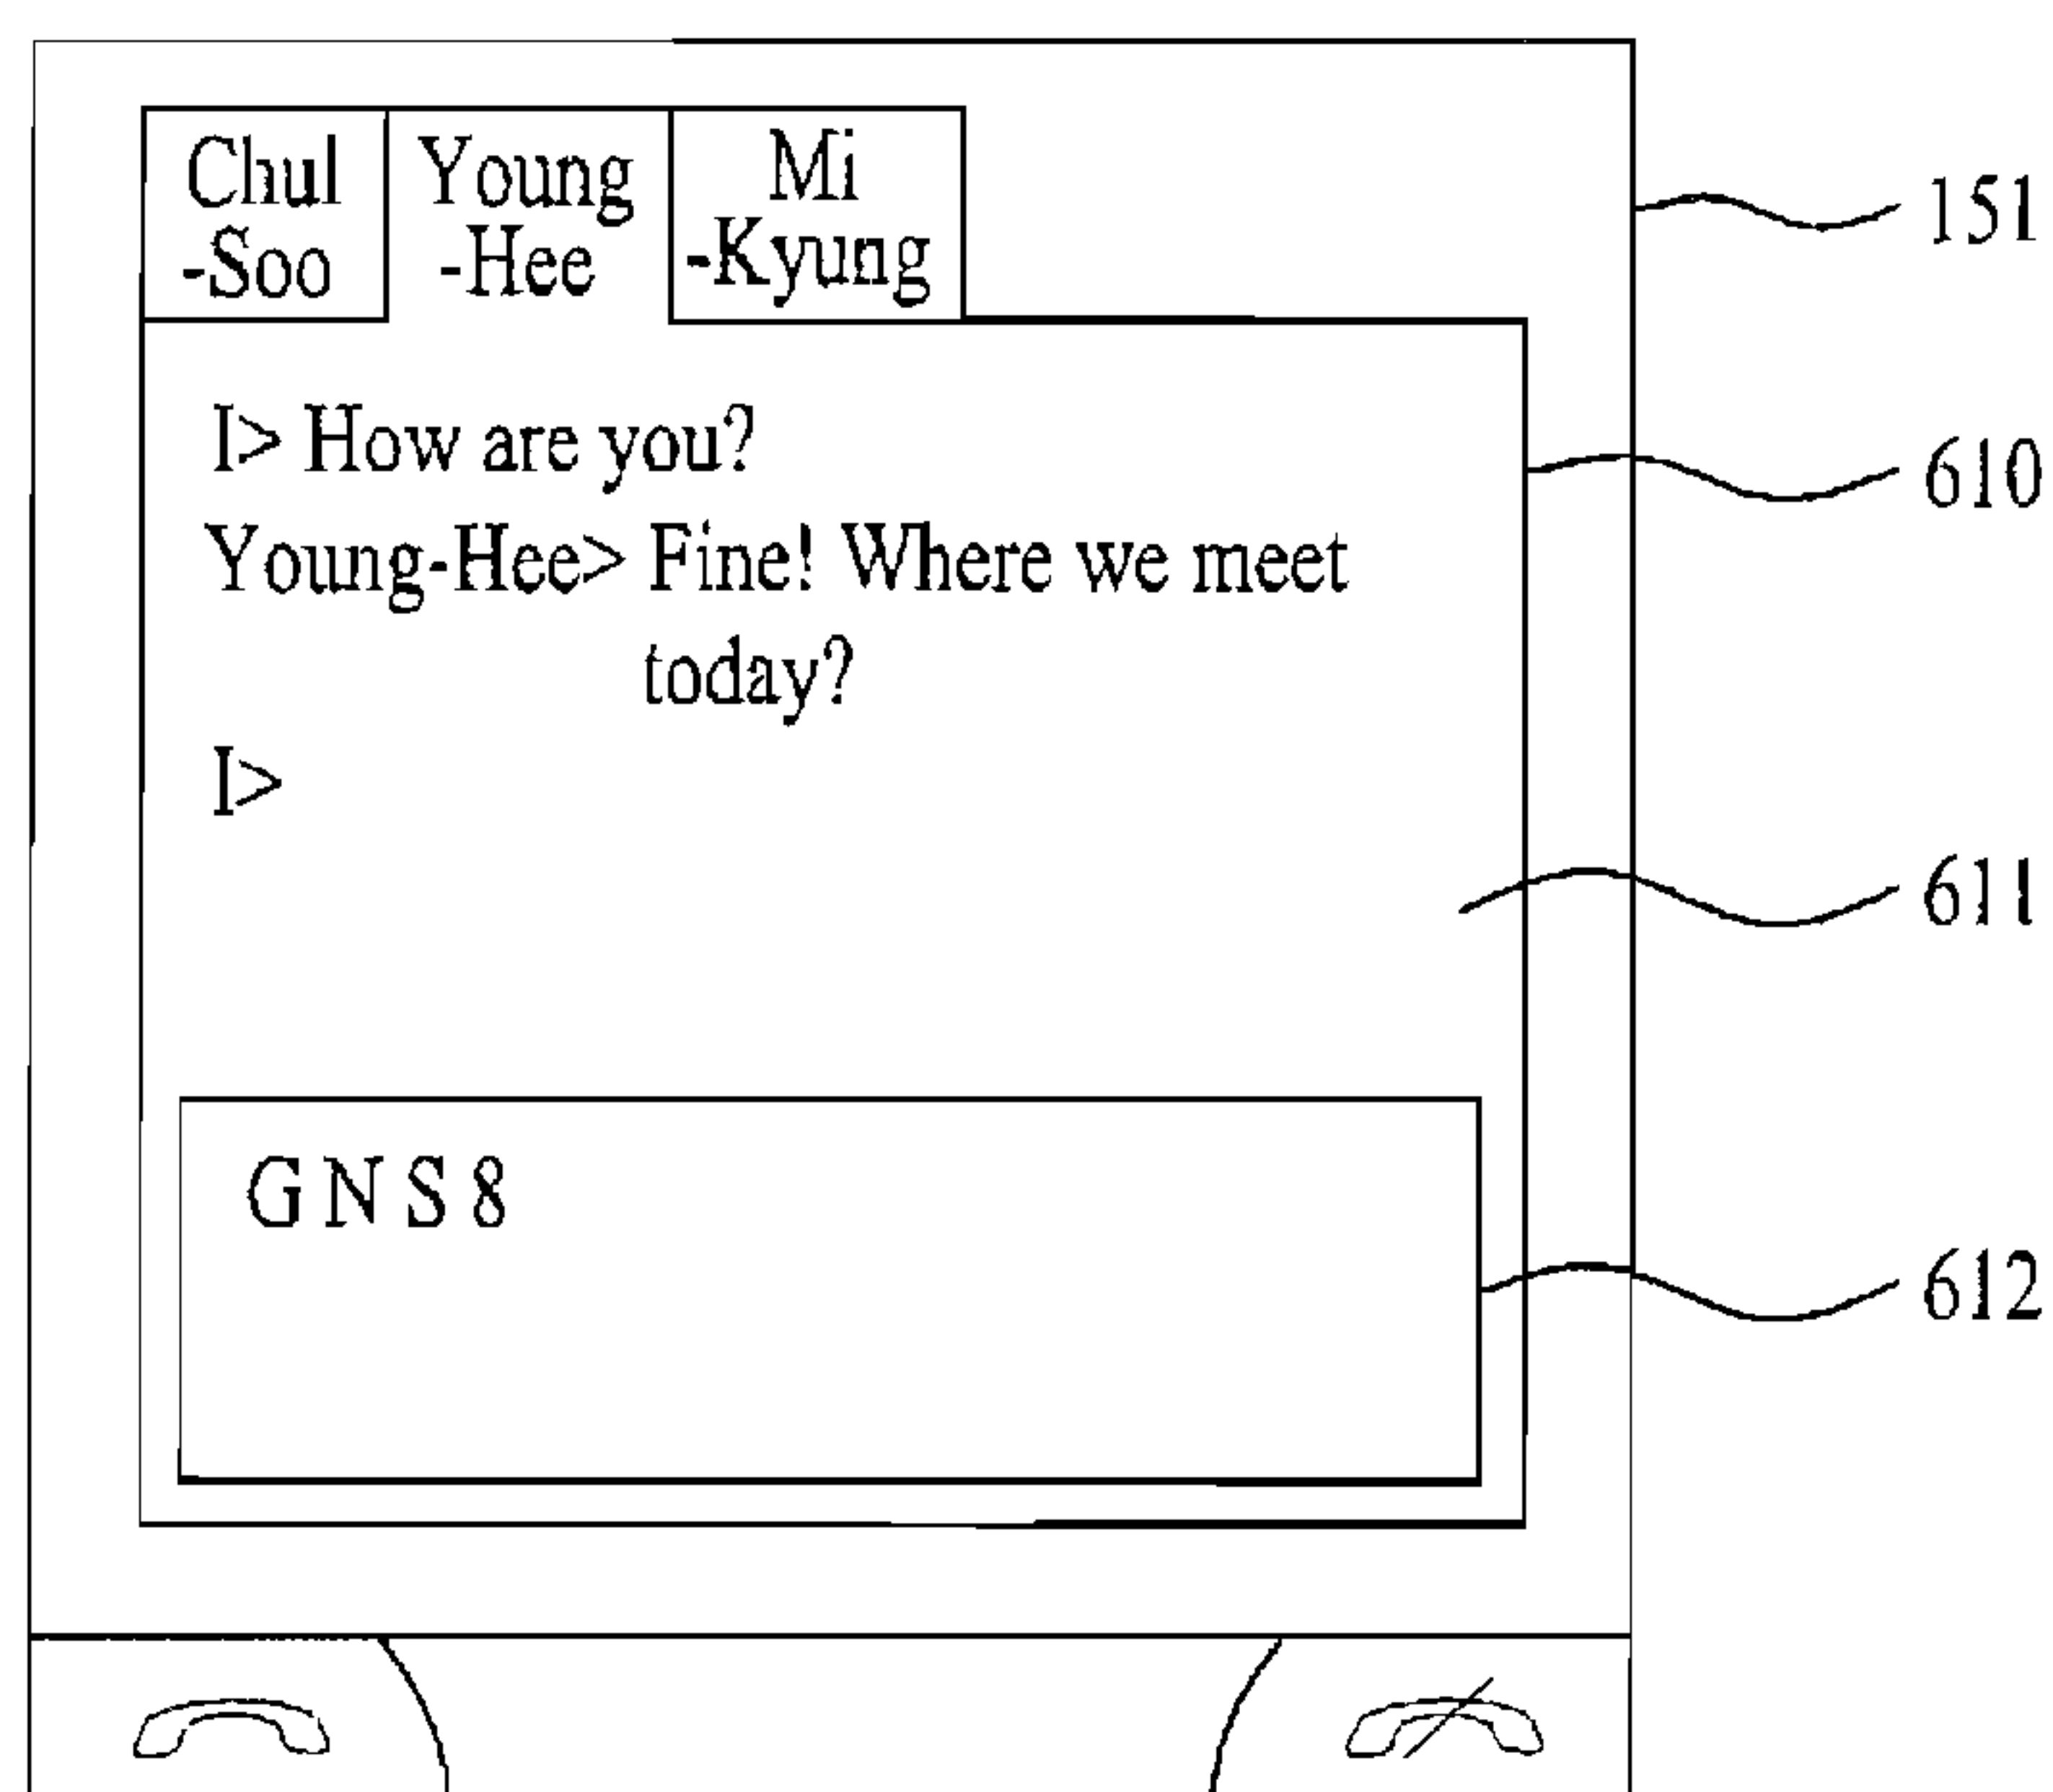 Chul
-Soo
Young
-Hee
Mi
-Kyung
151
I> How are you?
610
Young-Hee> Fine! Where we meet
today?
I>
611
G N S 8
612